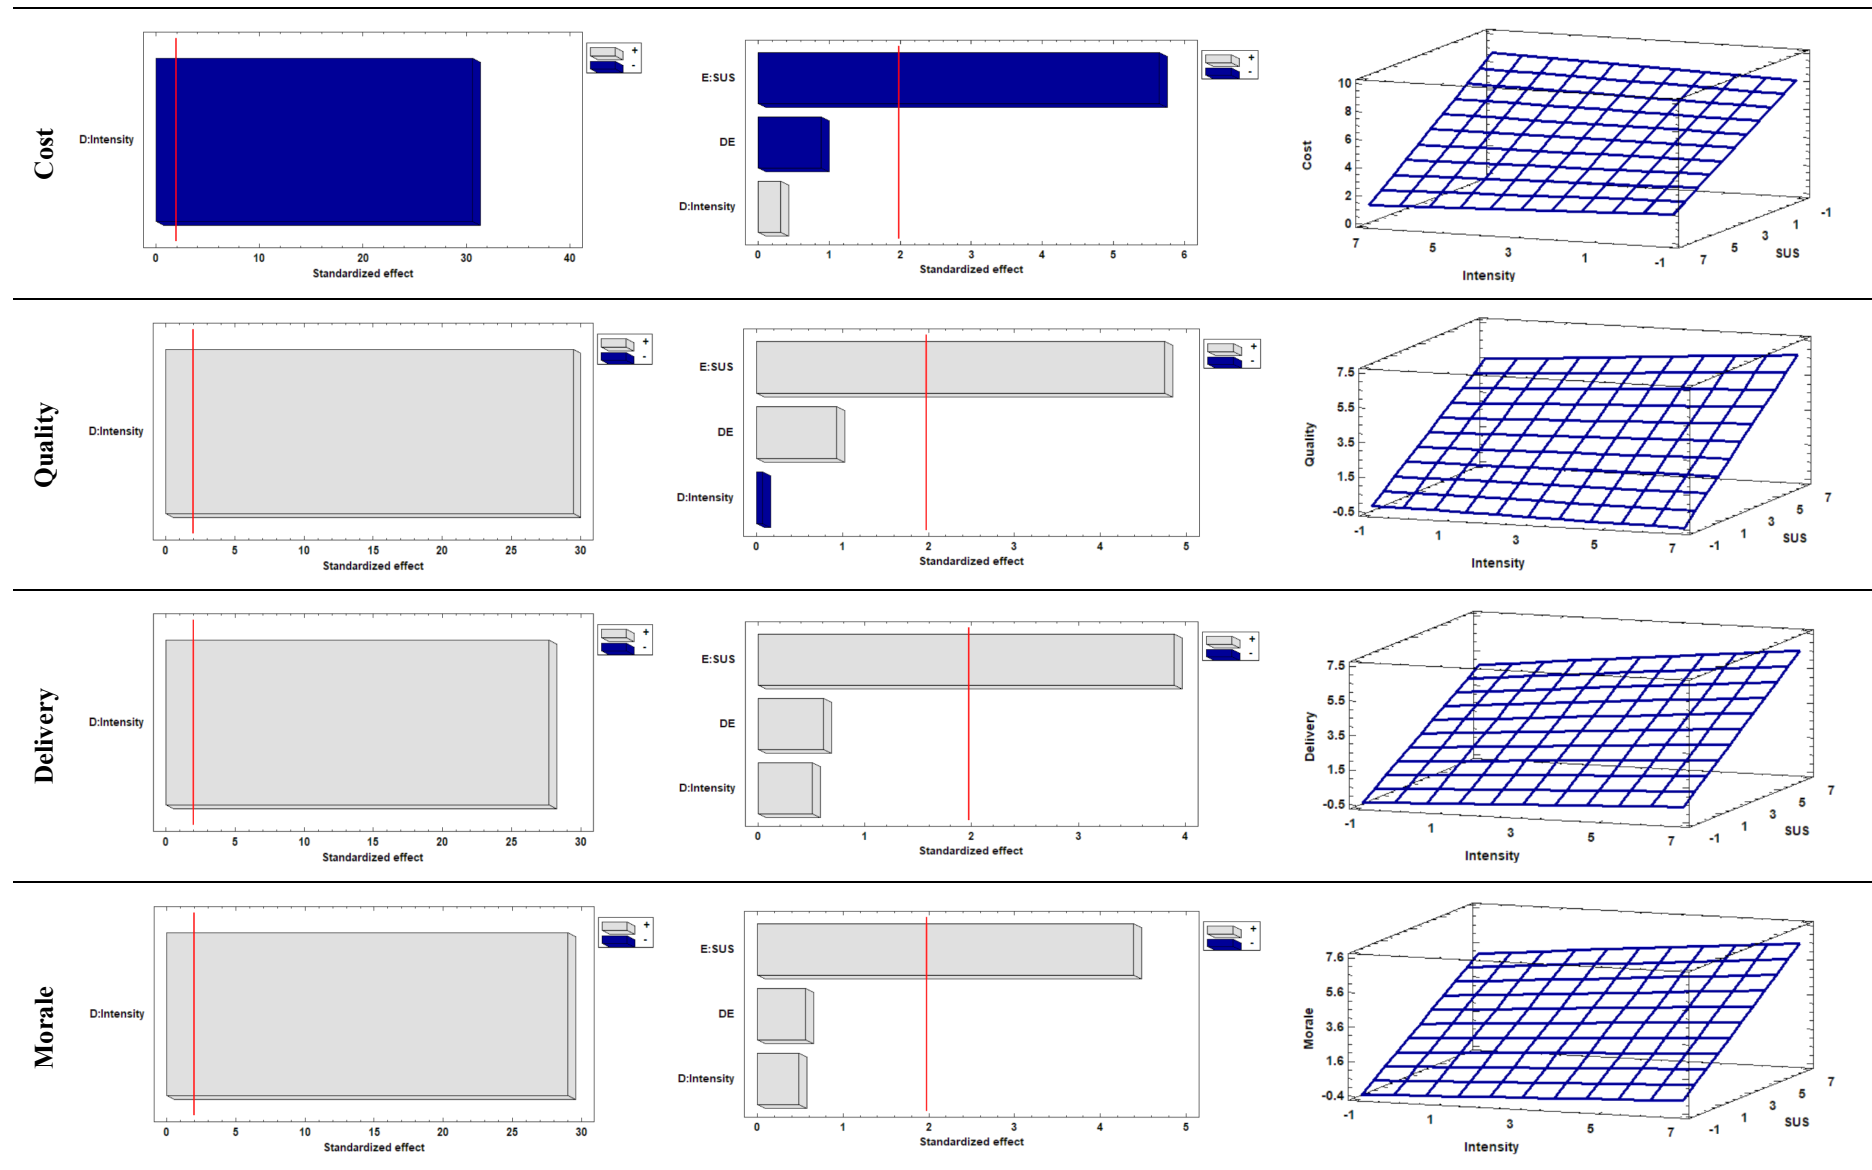 Cost
D:Intensity
+
-
0 10 20 30 40
Standardized effect
E:SUS
DE
D:Intensity
+
-
0 1 2 3 4 5 6
Standardized effect
Cost
10
8
6
4
2
0
7 5 3 1 -1
Intensity
7 5 3 1 -1
SUS
Quality
D:Intensity
+
-
0 5 10 15 20 25 30
Standardized effect
E:SUS
DE
D:Intensity
+
-
0 1 2 3 4 5
Standardized effect
Quality
7.5
5.5
3.5
1.5
-0.5
-1 1 3 5 7
Intensity
-1 1 3 5 7
SUS
Delivery
D:Intensity
+
-
0 5 10 15 20 25 30
Standardized effect
E:SUS
DE
D:Intensity
+
-
0 1 2 3 4
Standardized effect
Delivery
7.5
5.5
3.5
1.5
-0.5
-1 1 3 5 7
Intensity
-1 1 3 5 7
SUS
Morale
D:Intensity
+
-
0 5 10 15 20 25 30
Standardized effect
E:SUS
DE
D:Intensity
+
-
0 1 2 3 4 5
Standardized effect
Morale
7.6
5.6
3.6
1.6
-0.4
-1 1 3 5 7
Intensity
-1 1 3 5 7
SUS